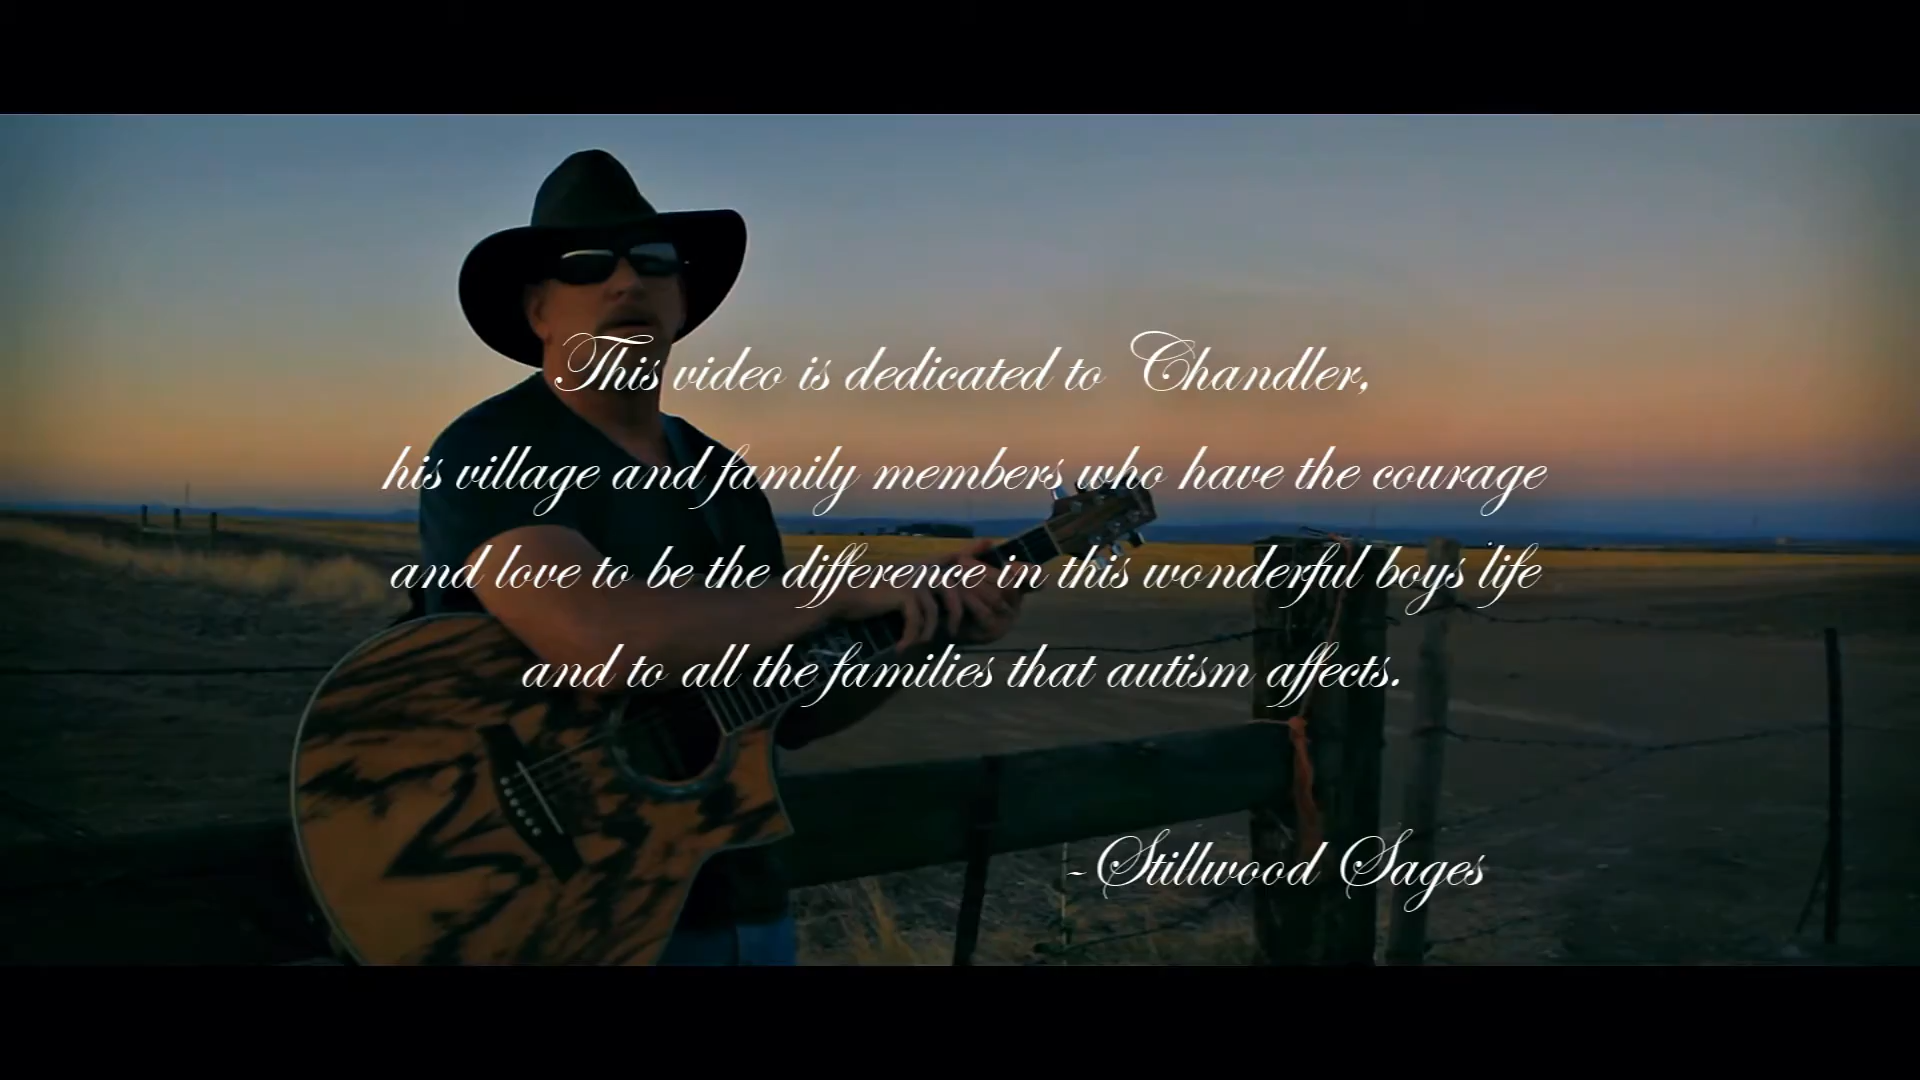 This video is dedicated to Chandler,
his village and family members who have the courage
and love to be the difference in this wonderful boys life
and to all the families that autism affects.
-Stillwood Sages